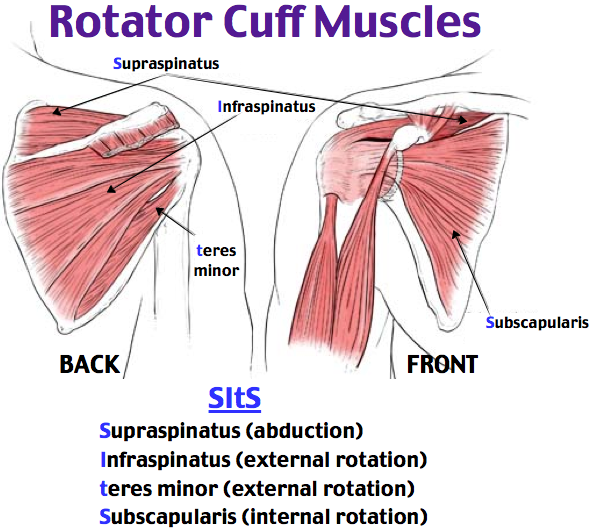 Rotator Cuff Muscles
Supraspinatus
Infraspinatus
teres
minor
Subscapularis
BACK
FRONT
SItS
Supraspinatus (abduction)
Infraspinatus (external rotation)
teres minor (external rotation)
Subscapularis (internal rotation)